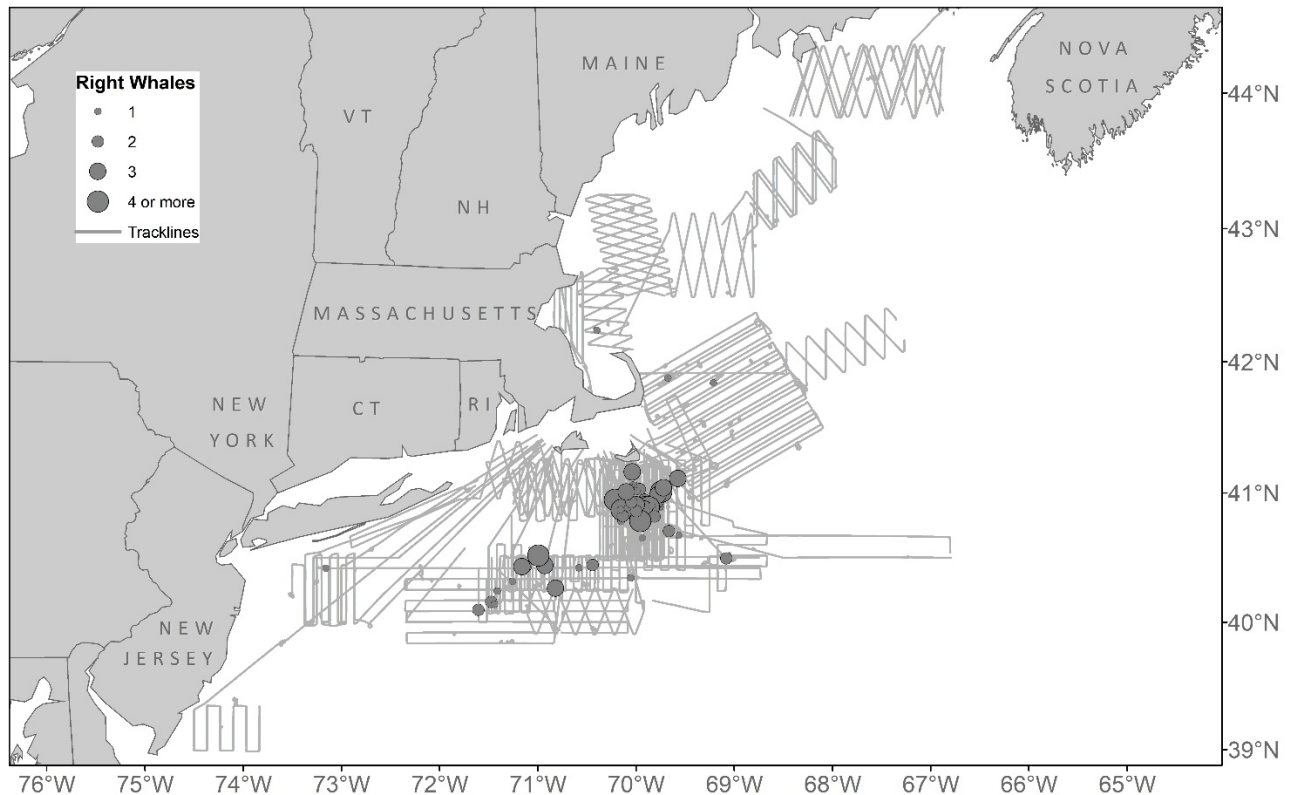 MAINE
NOVA
SCOTIA
44°N
Right Whales
1
2
3
4 or more
Tracklines
VT
NH
43°N
MASSACHUSETTS
42°N
NEW
YORK
CT
RI
41°N
NEW
JERSEY
40°N
39°N
76°W 75°W 74°W 73°W 72°W 71°W 70°W 69°W 68°W 67°W 66°W 65°W